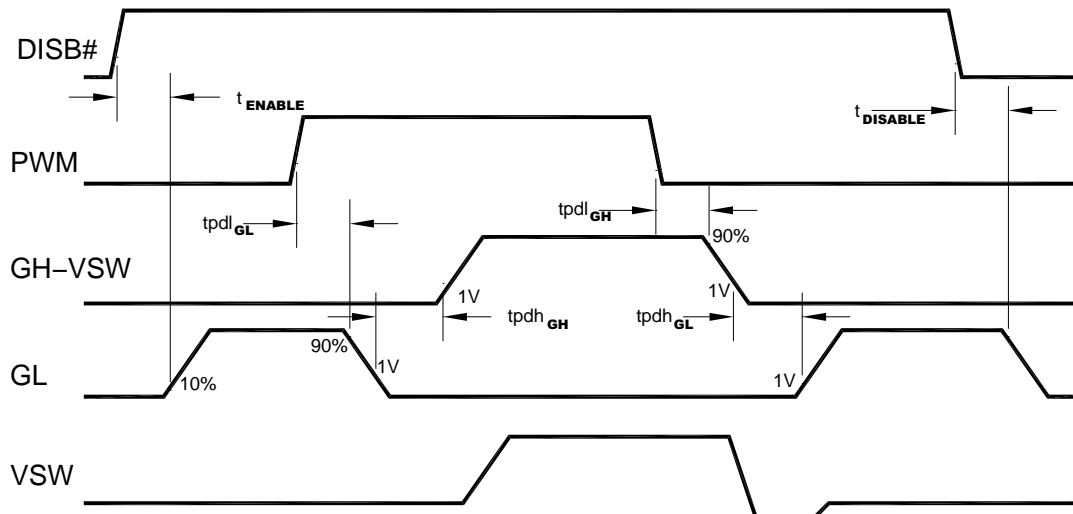 DISB#
t ENABLE
t DISABLE
PWM
tpdl GL
tpdl GH
90%
GH–VSW
1V
1V
tpdh GH
tpdh GL
90%
1V
1V
GL
10%
VSW